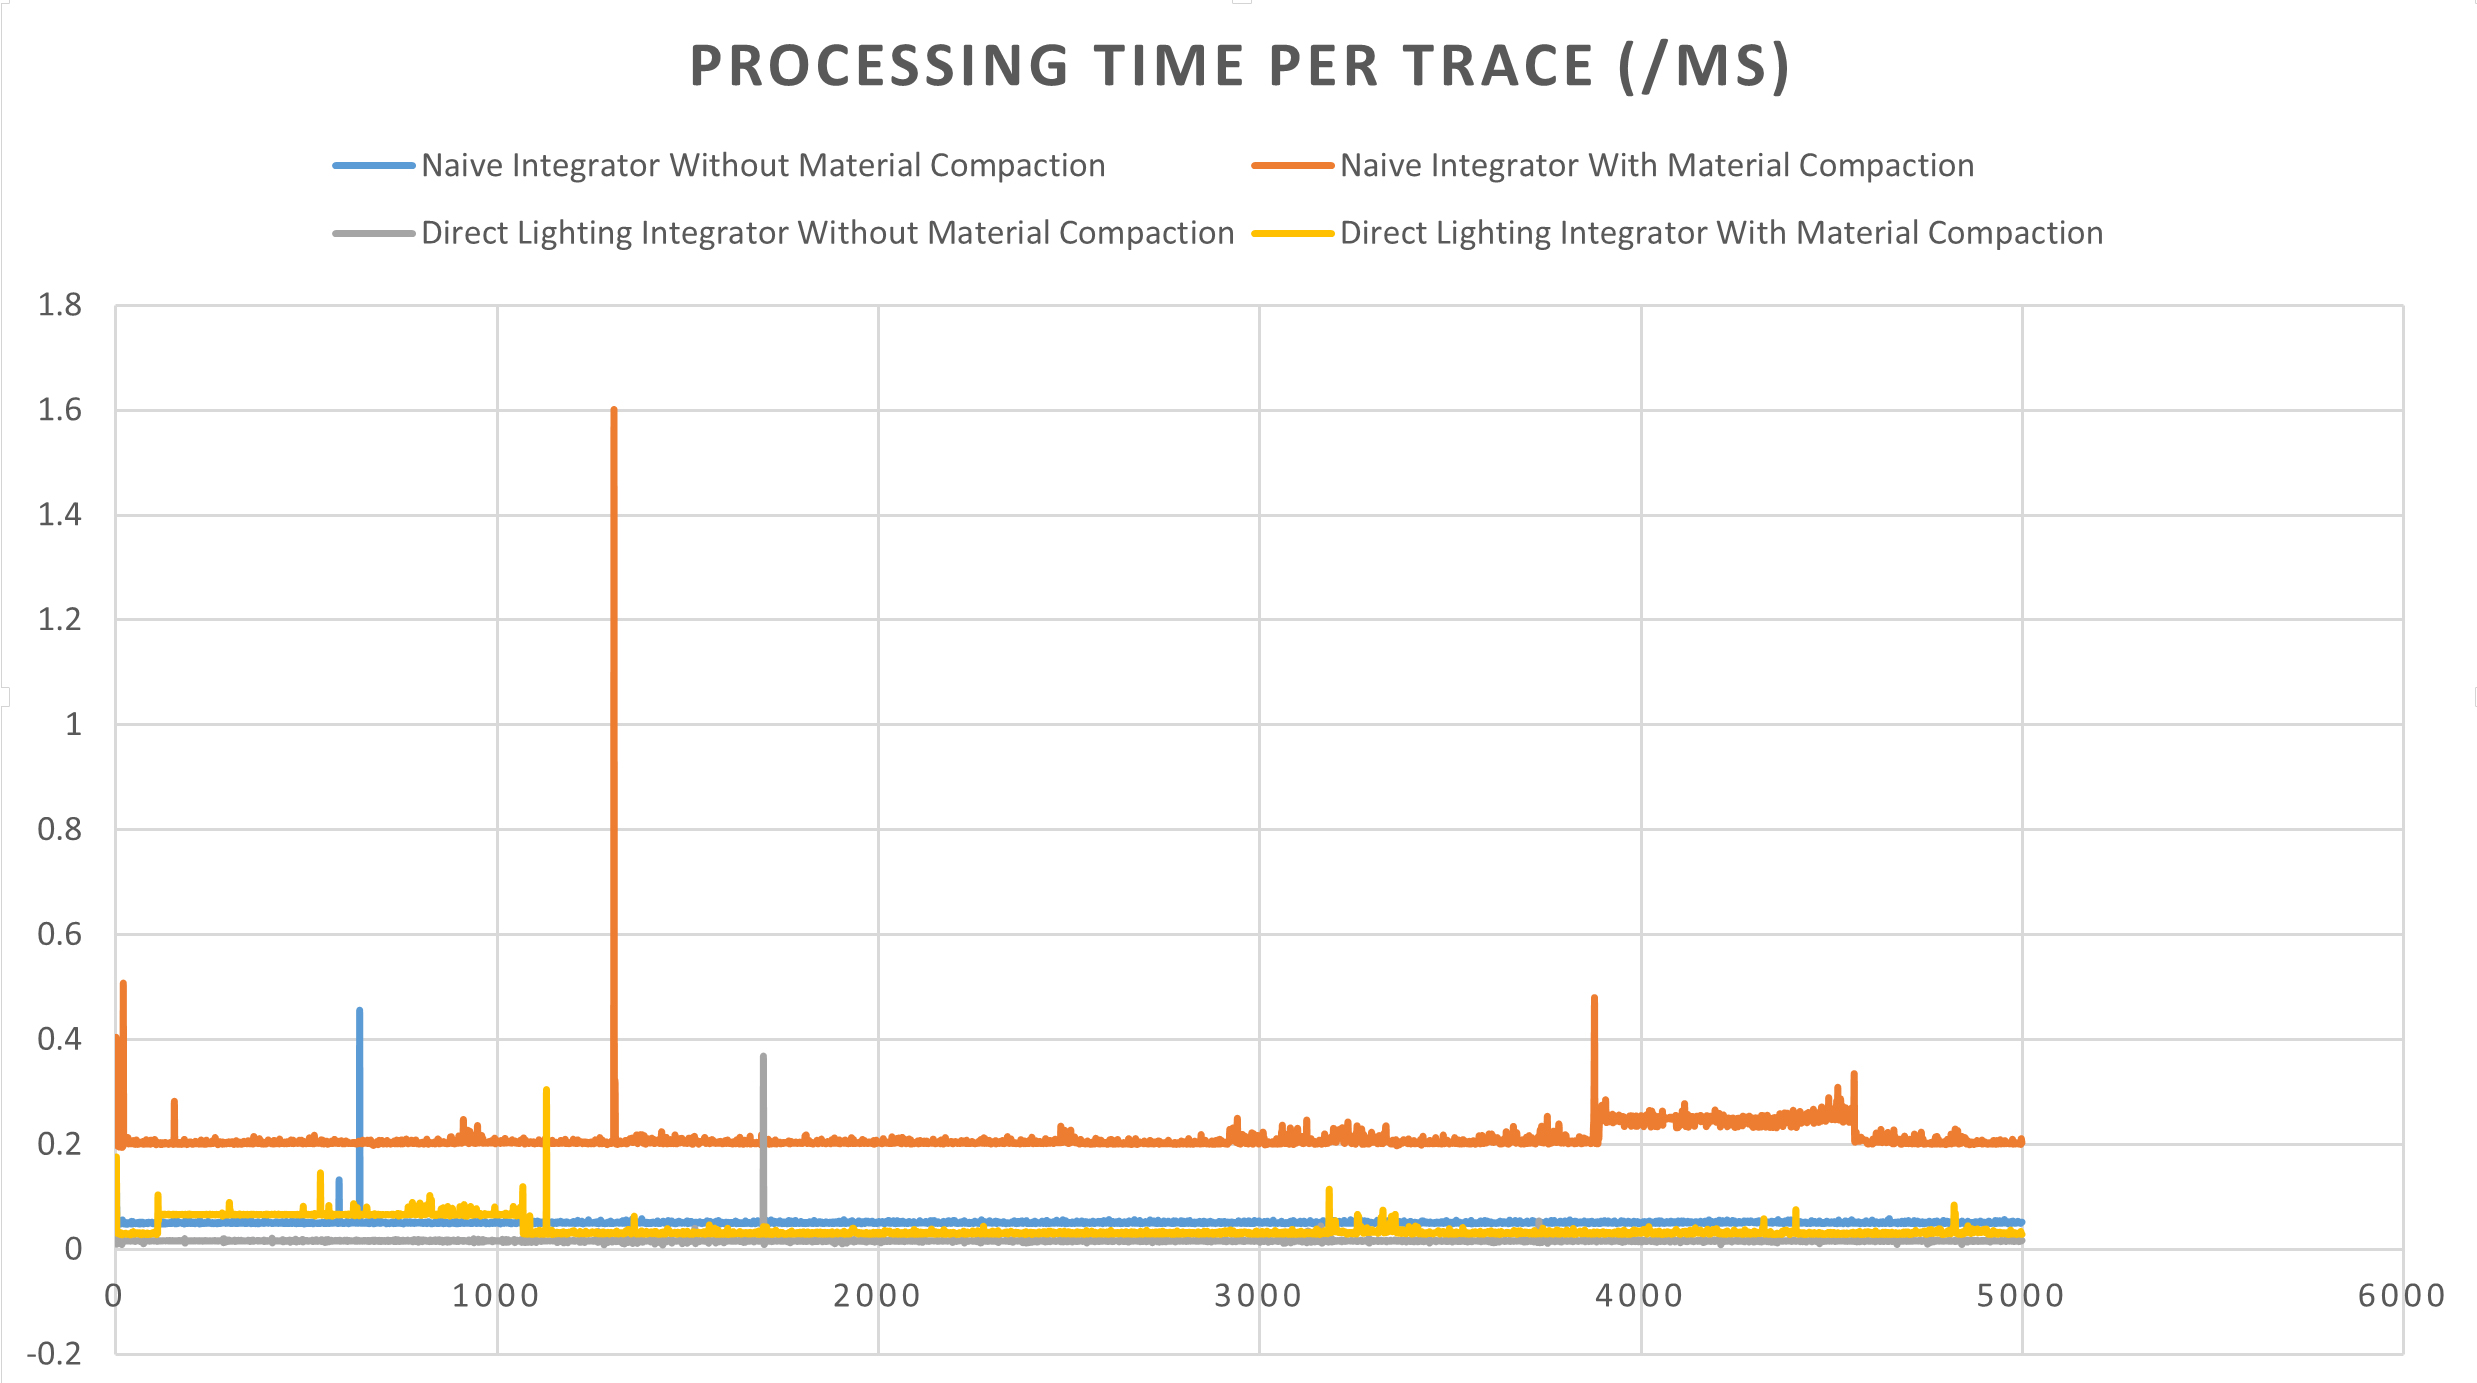 PROCESSING TIME PER TRACE (/MS)
Naive Integrator Without Material Compaction
Naive Integrator With Material Compaction
Direct Lighting Integrator Without Material Compaction
Direct Lighting Integrator With Material Compaction
1.8
1.6
1.4
1.2
1
0.8
0.6
0.4
0.2
0
0 1000 2000 3000 4000 5000 6000
-0.2